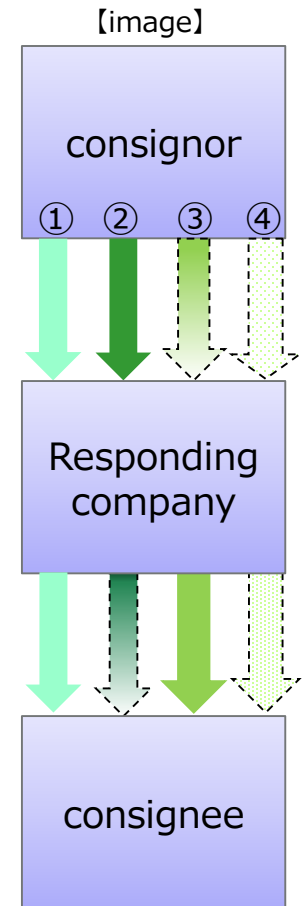 【image】
consignor
① ② ③ ④
Responding
company
consignee